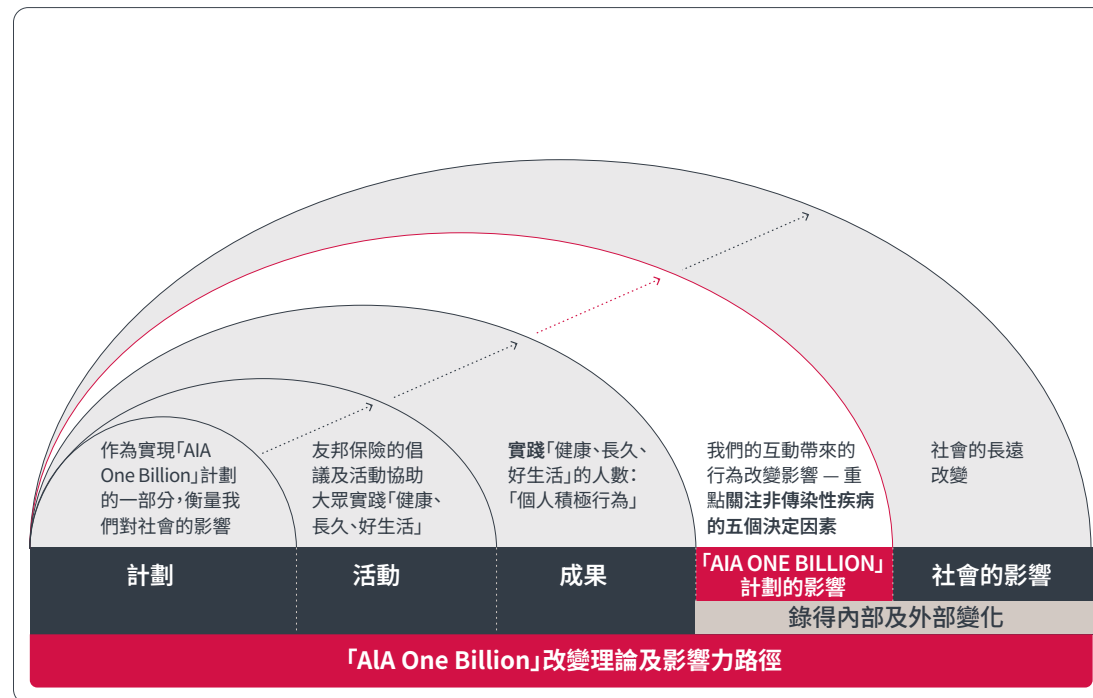 作為實現「AIA
One Billion」計劃
的一部分，衡量我
們對社會的影響
友邦保險的倡
議及活動協助
大眾實踐「健康、
長久、好生活」
實踐「健康、長久、
好生活」的人數：
「個人積極行為」
我們的互動帶來的
行為改變影響 — 重
點關注非傳染性疾病
的五個決定因素
社會的長遠
改變
計劃
活動
成果
「AIA ONE BILLION」
計劃的影響
社會的影響
錄得內部及外部變化
「AIA One Billion」改變理論及影響力路徑